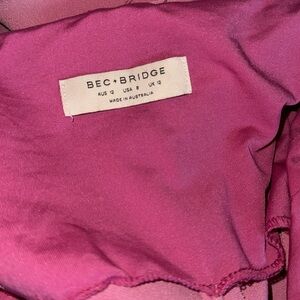 BEC+BRIDGE
AUS 12 USA 8 UK 12
MADE IN AUSTRALIA